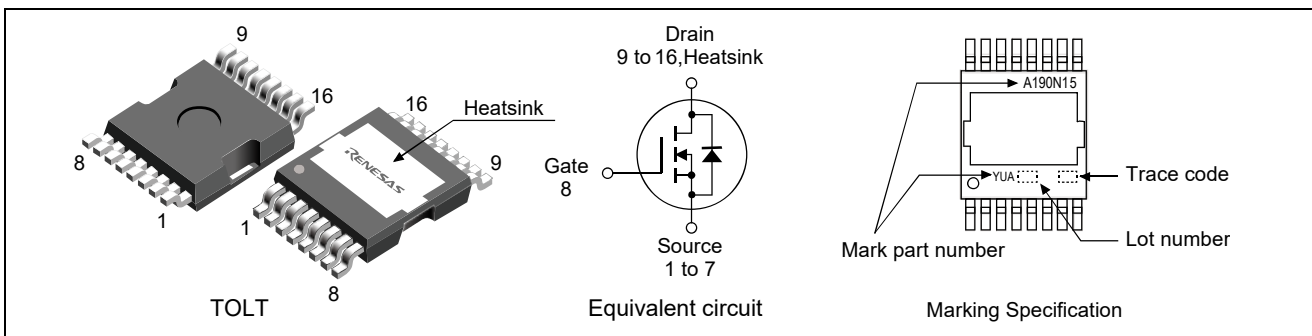 9
16
8
1
16
Heatsink
RENESAS
9
1
8
TOLT
Drain
9 to 16,Heatsink
Gate
8
Source
1 to 7
Equivalent circuit
A190N15
YUA
Trace code
Lot number
Mark part number
Marking Specification